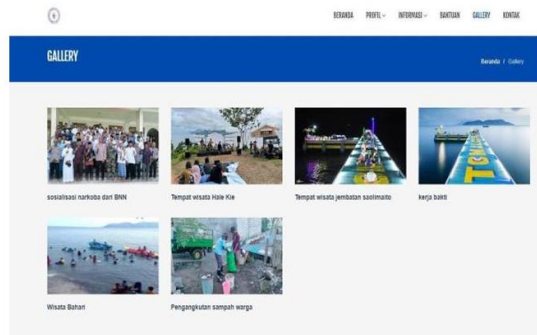 BERANDA PROFIL INFORMASI BANTUAN GALLERY KONTAK
GALLERY
Beranda / Gallery
sosialisasi narkoba dari BNN
Tempat wisata Hale Kie
Tempat wisata jembatan saolimaito
kerja bakti
Wisata Bahari
Pengangkutan sampah warga